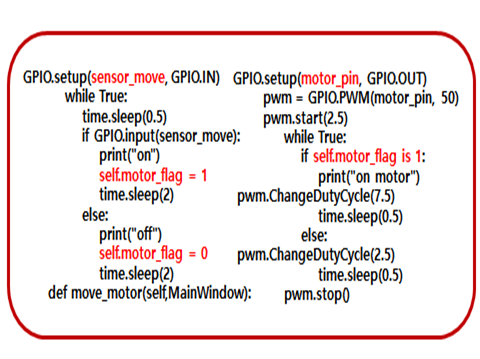 GPIO.setup(sensor_move, GPIO.IN)
while True:
time.sleep(0.5)
if GPIO.input(sensor_move):
print("on")
self.motor_flag = 1
time.sleep(2)
else:
print("off")
self.motor_flag = 0
time.sleep(2)
def move_motor(self,MainWindow):
GPIO.setup(motor_pin, GPIO.OUT)
pwm = GPIO.PWM(motor_pin, 50)
pwm.start(2.5)
while True:
if self.motor_flag is 1:
print("on motor")
pwm.ChangeDutyCycle(7.5)
time.sleep(0.5)
else:
pwm.ChangeDutyCycle(2.5)
time.sleep(0.5)
pwm.stop()